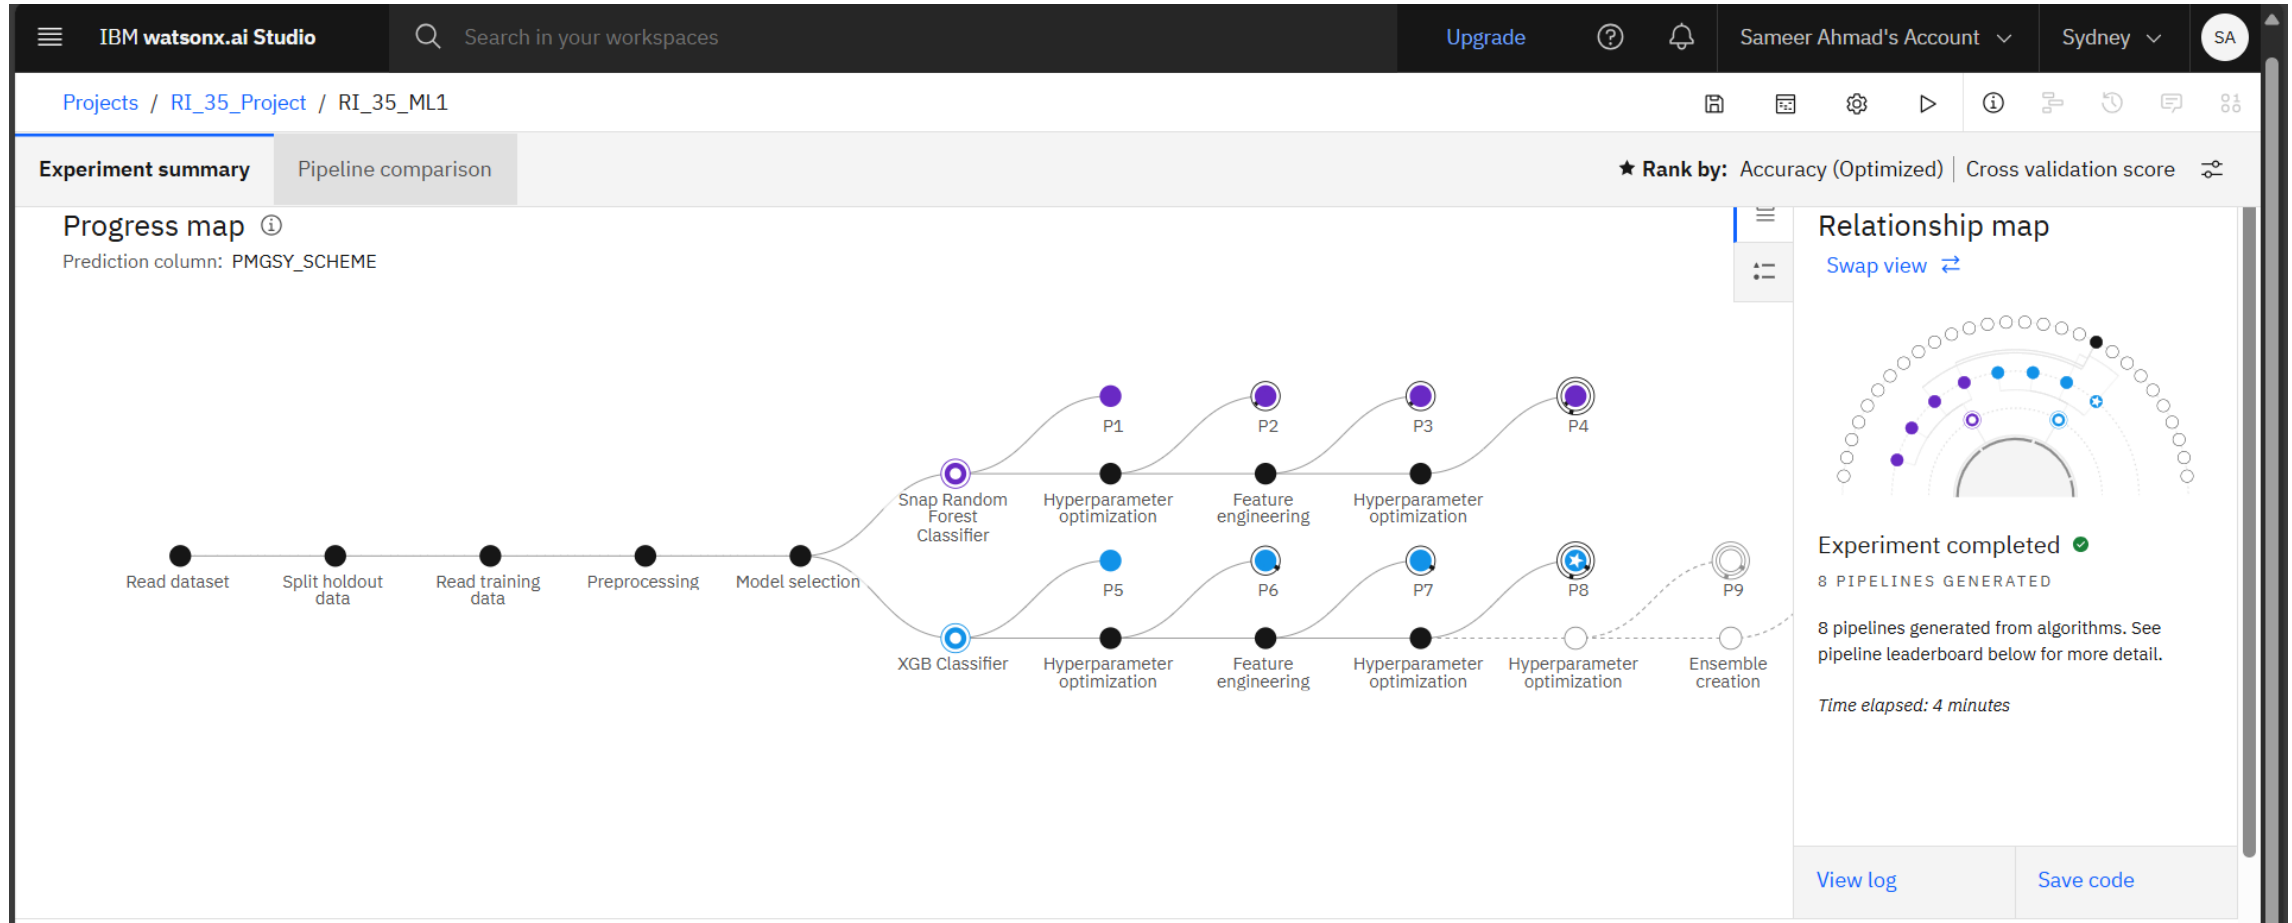 IBM watsonx.ai Studio
Search in your workspaces
Upgrade
Sameer Ahmad's Account
Sydney
SA
Projects / RI_35_Project / RI_35_ML1
Experiment summary
Pipeline comparison
★ Rank by: Accuracy (Optimized) | Cross validation score
Progress map
Prediction column: PMGSY_SCHEME
P1
P2
P3
P4
Snap Random
Forest
Classifier
Hyperparameter
optimization
Feature
engineering
Hyperparameter
optimization
Read dataset
Split holdout
data
Read training
data
Preprocessing
Model selection
P5
P6
P7
P8
P9
XGB Classifier
Hyperparameter
optimization
Feature
engineering
Hyperparameter
optimization
Hyperparameter
optimization
Ensemble
creation
Relationship map
Swap view
Experiment completed
8 PIPELINES GENERATED
8 pipelines generated from algorithms. See
pipeline leaderboard below for more detail.
Time elapsed: 4 minutes
View log
Save code